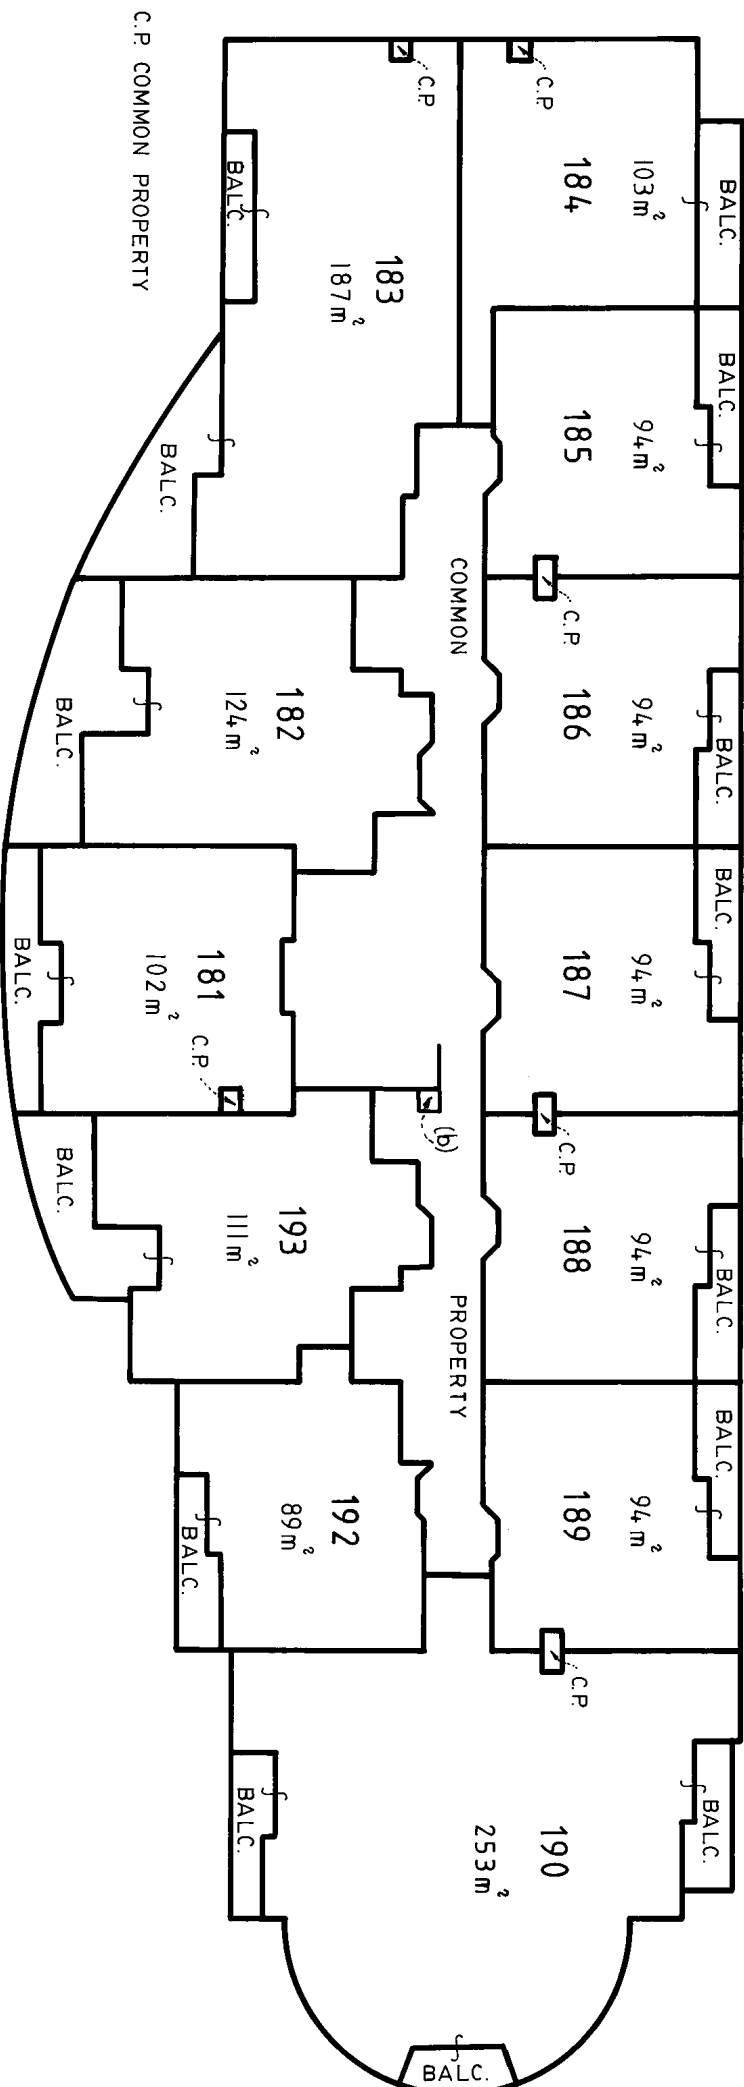 BALC.
BALC.
BALC.
BALC.
BALC.
BALC.
BALC.
103m²
94m²
94m²
94m²
94m²
94m²
184
185
186
187
188
189
190
253m²
C.P.
C.P.
C.P.
C.P.
COMMON PROPERTY
BALC.
C.P.
(b)
183
187m²
182
124m²
181
102m²
C.P.
193
111m²
192
89m²
BALC.
BALC.
BALC.
BALC.
BALC.
BALC.
BALC.
C.P. COMMON PROPERTY